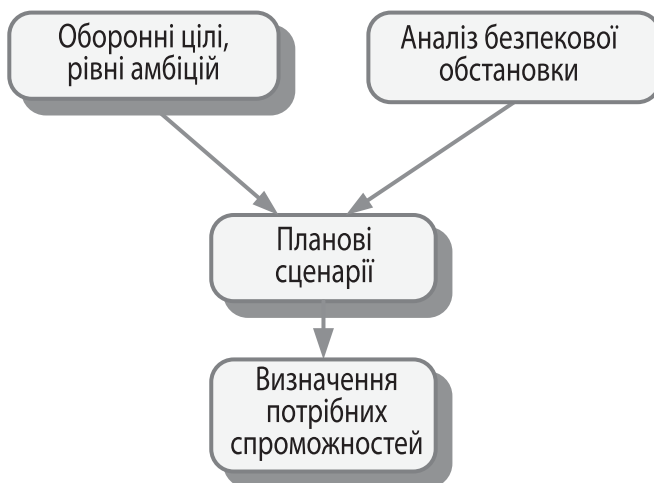 Оборонні цілі,
рівні амбіцій
Аналіз безпекової
обстановки
Планові
сценарії
Визначення
потрібних
спроможностей